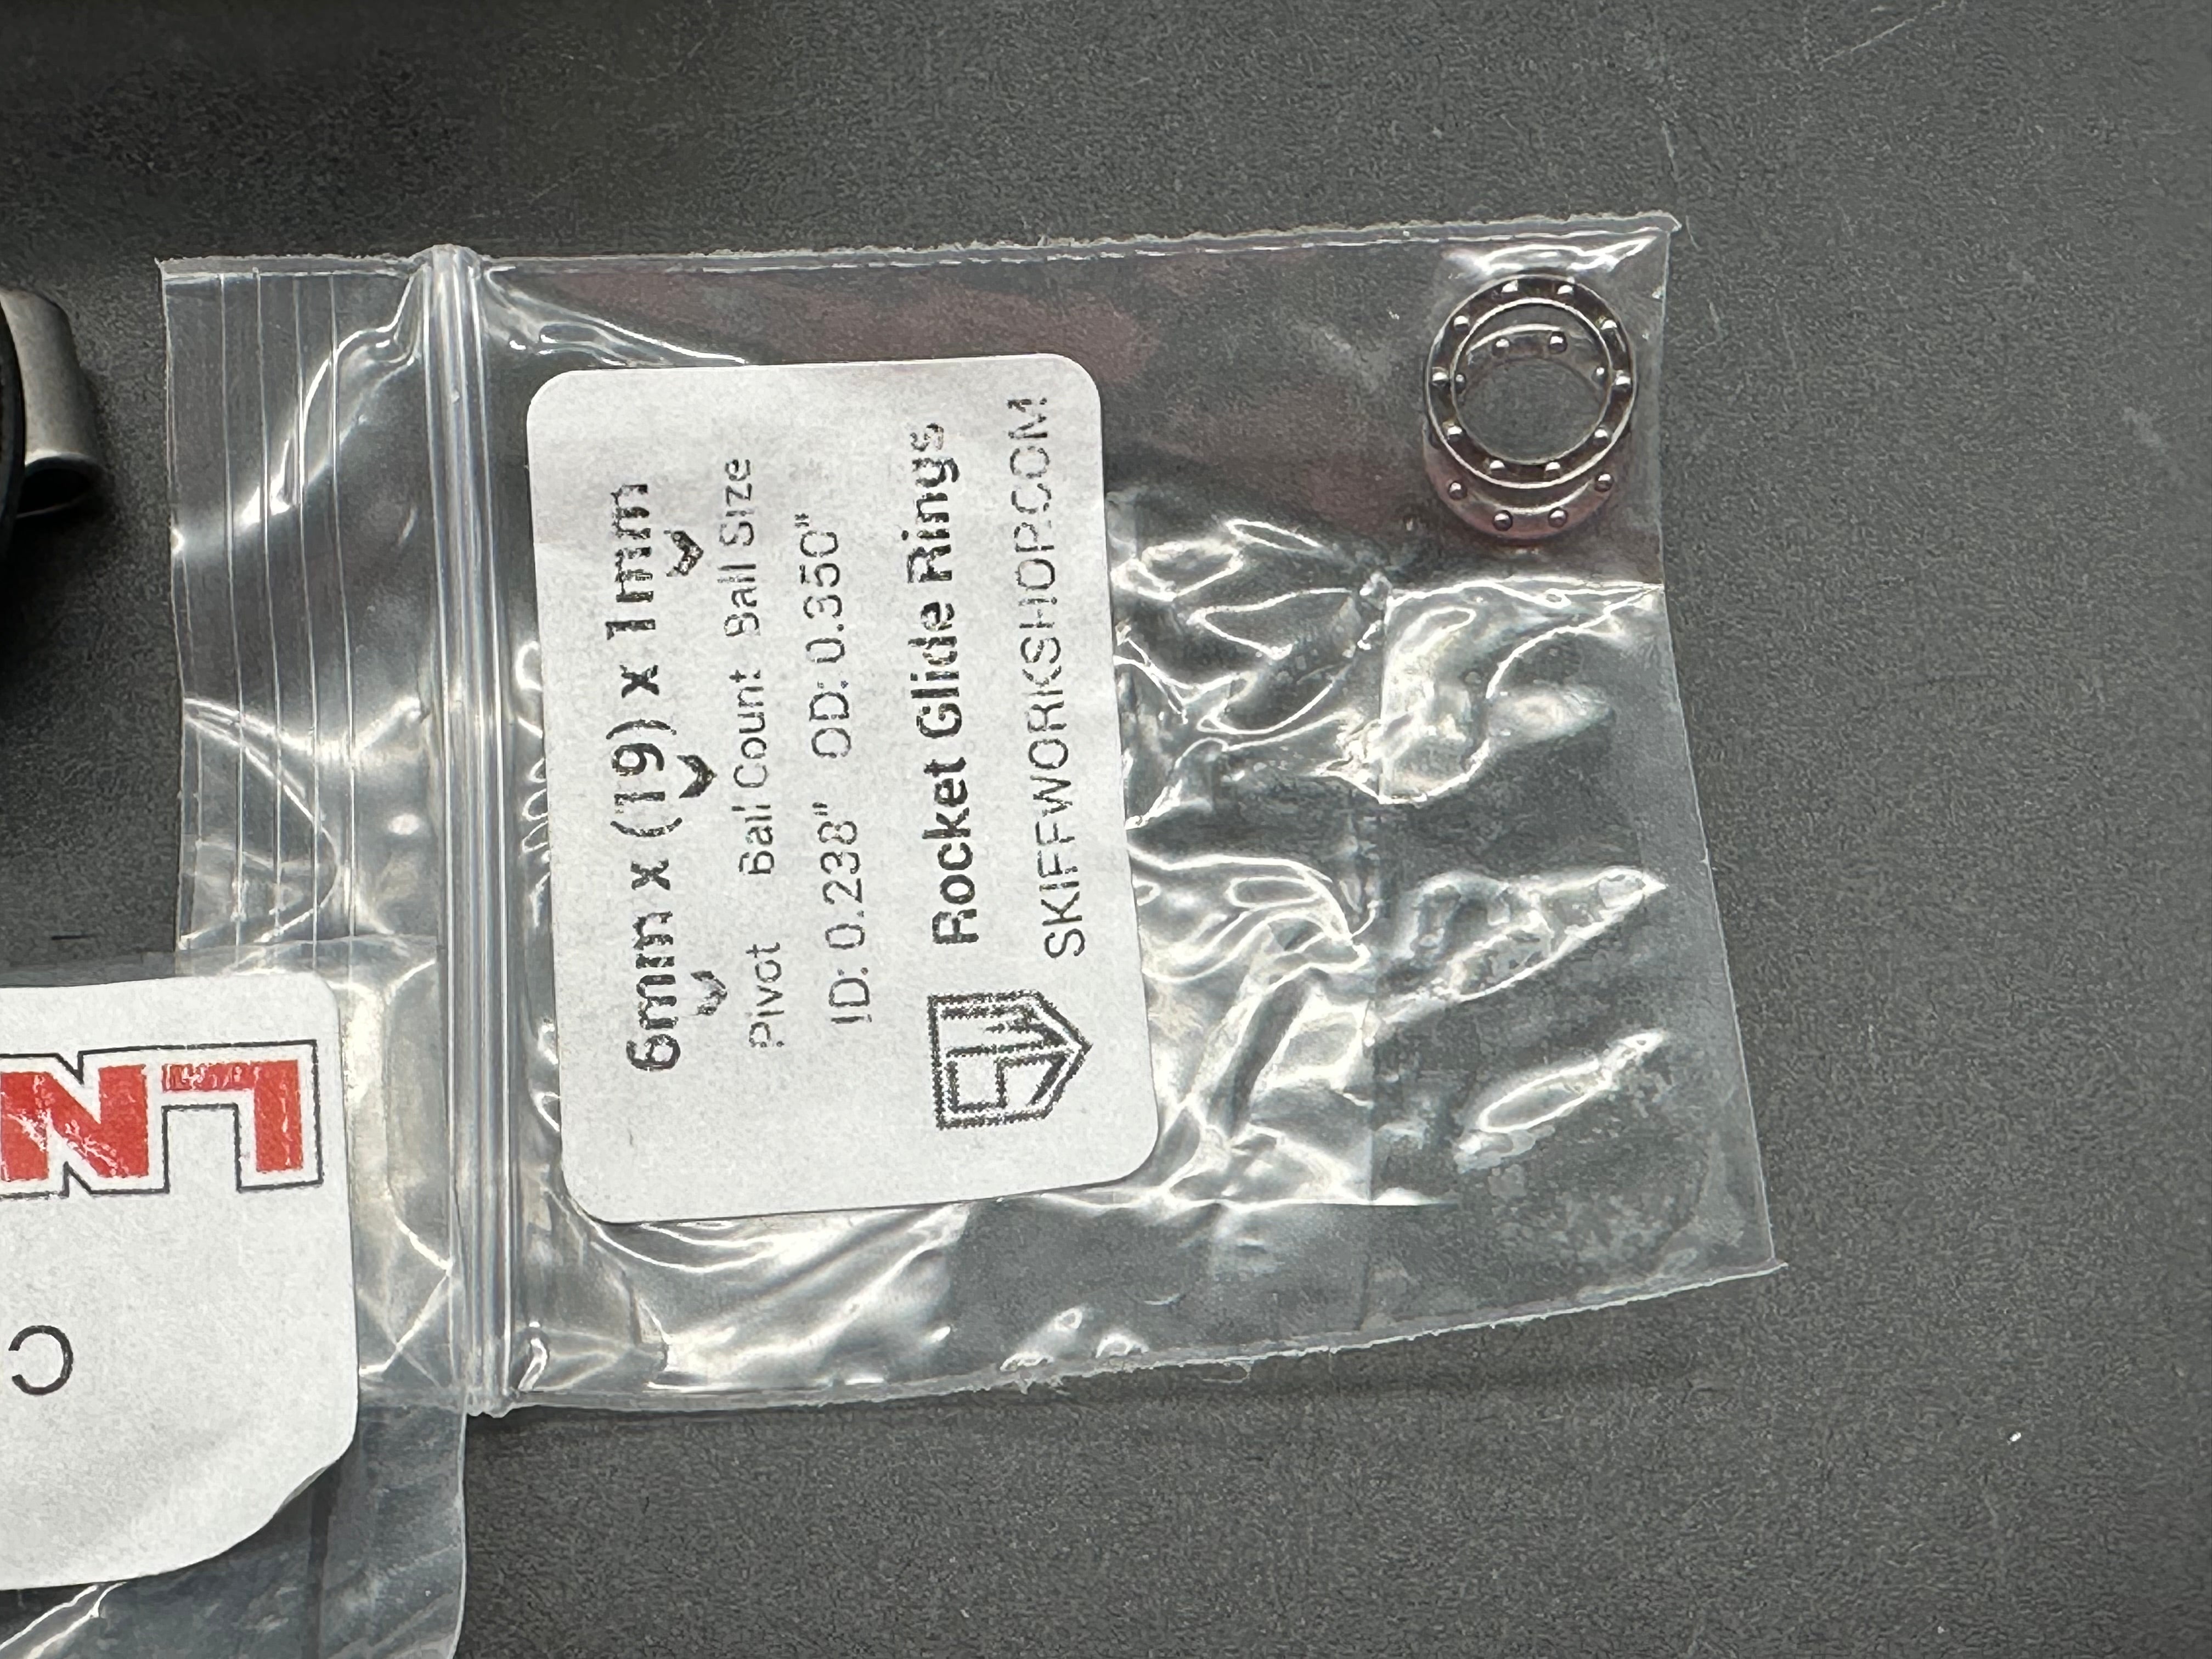 6mm x (19) x 1mm
Pivot Ball Count Ball Size
ID: 0.238" OD: 0.350"
Rocket Glide Rings
SKIFFWORKSHOP.COM
LN
C